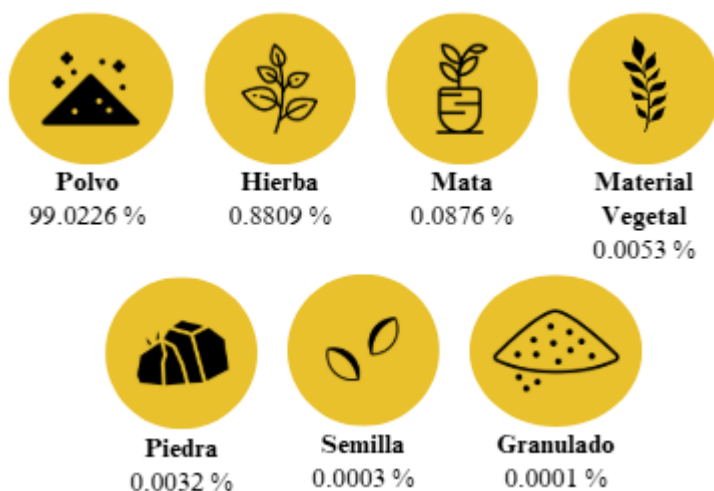 Polvo
99.0226 %
Hierba
0.8809 %
Mata
0.0876 %
Material
Vegetal
0.0053 %
Piedra
0.0032 %
Semilla
0.0003 %
Granulado
0.0001 %